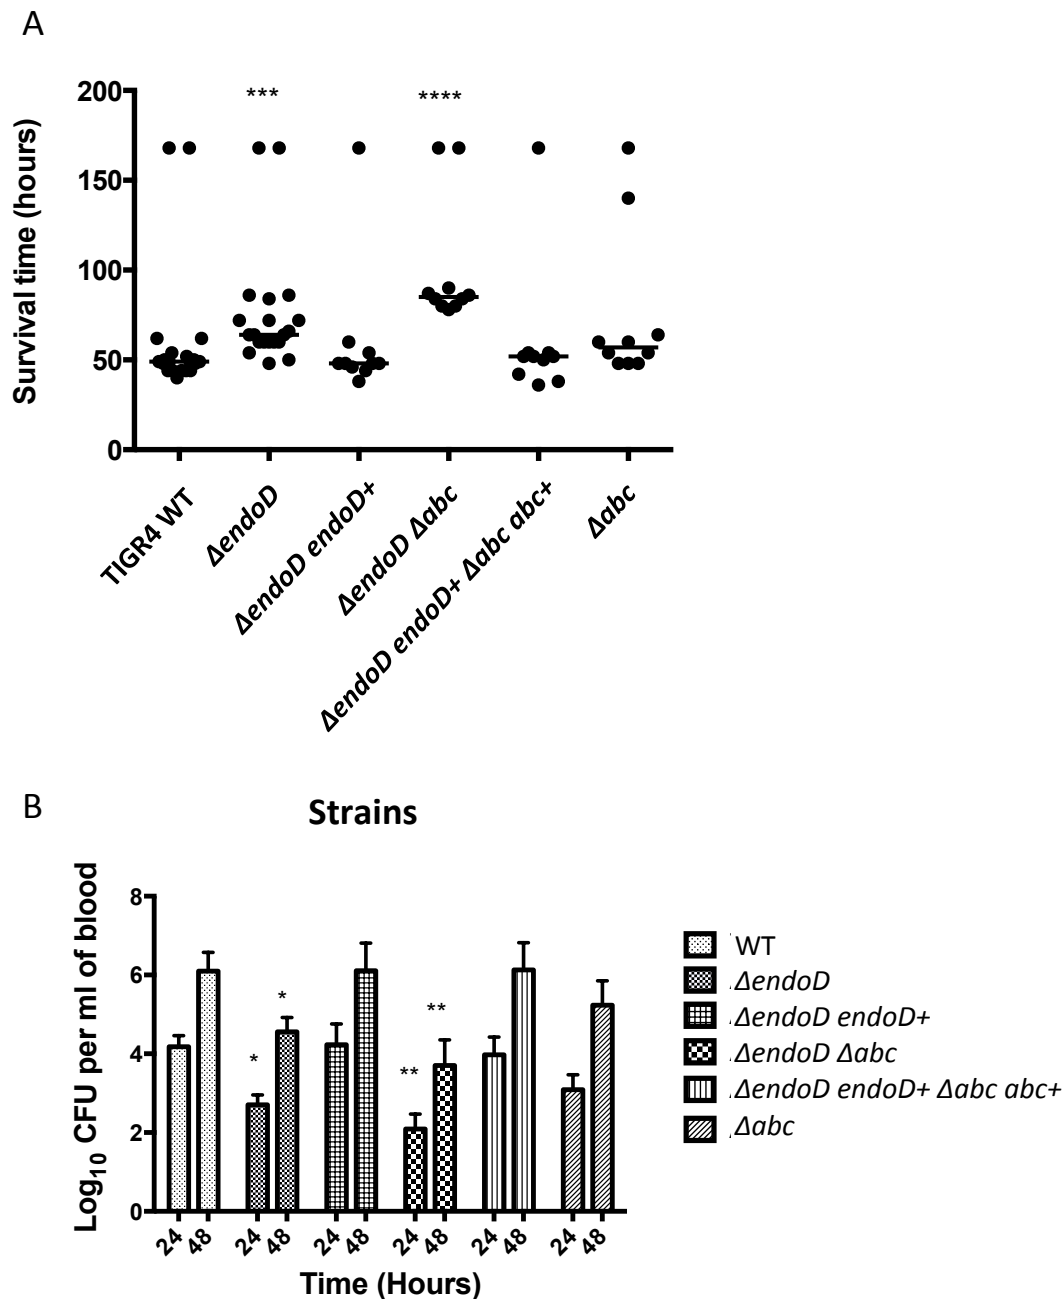 A
Survival time (hours)
200
150
100
50
0
***
****
TIGR4 WT
ΔendoD
ΔendoD endoD+
ΔendoD Δabc
ΔendoD endoD+ Δabc abc+
Δabc
Strains
B
Log10 CFU per ml of blood
8
6
4
2
0
*
*
**
**
24 48 24 48 24 48 24 48 24 48 24 48
Time (Hours)
WT
ΔendoD
ΔendoD endoD+
ΔendoD Δabc
ΔendoD endoD+ Δabc abc+
Δabc